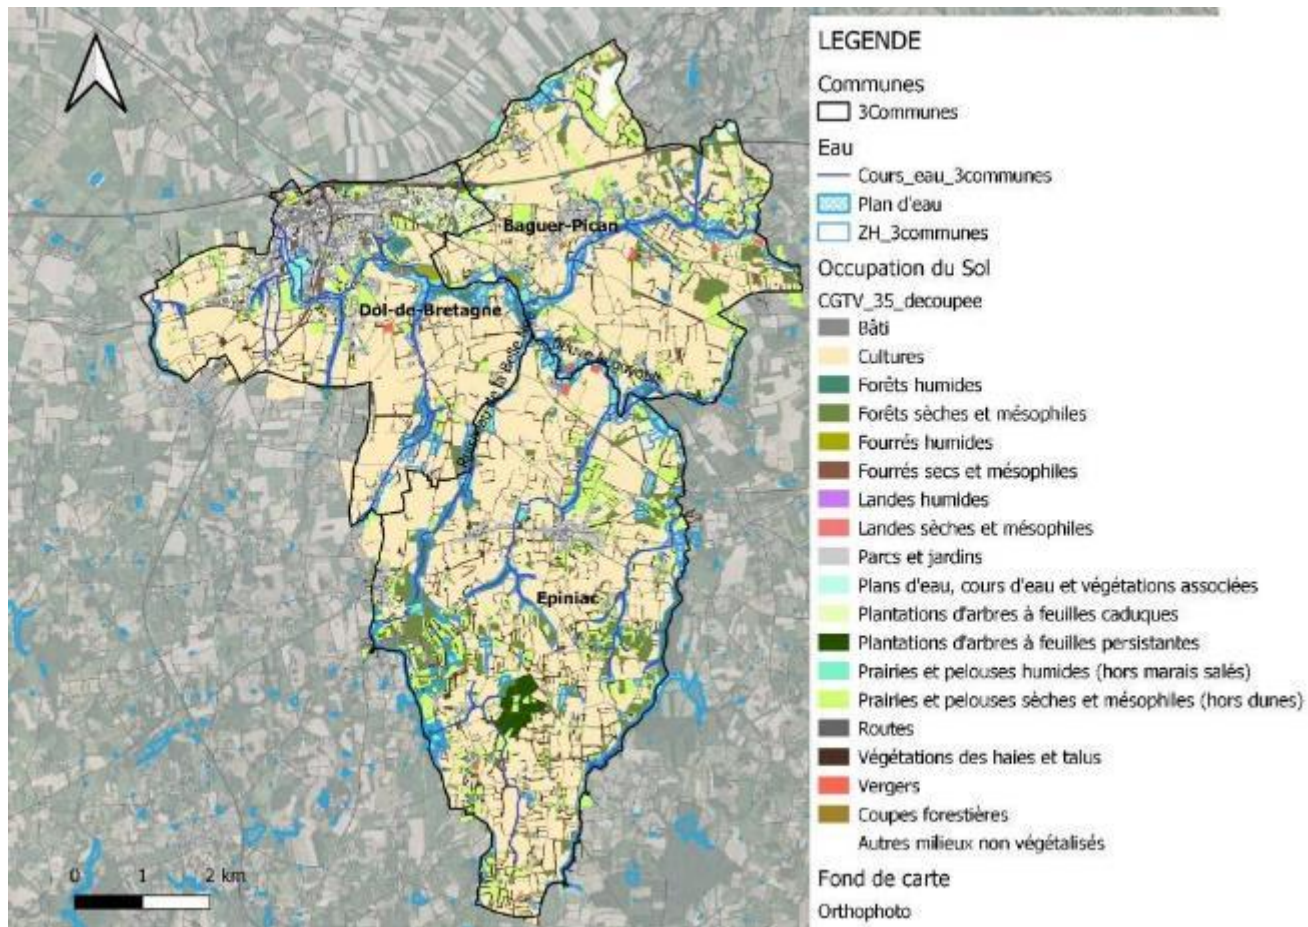 LEGENDE
Communes
3Communes
Eau
Cours_eau_3communes
Plan d'eau
ZH_3communes
Occupation du Sol
CGTV_35_decoupee
Bâti
Cultures
Forêts humides
Forêts sèches et mésophiles
Fourrés humides
Fourrés secs et mésophiles
Landes humides
Landes sèches et mésophiles
Parcs et jardins
Plans d'eau, cours d'eau et végétations associées
Plantations d'arbres à feuilles caduques
Plantations d'arbres à feuilles persistantes
Prairies et pelouses humides (hors marais salés)
Prairies et pelouses sèches et mésophiles (hors dunes)
Routes
Végétations des haies et talus
Vergers
Coupes forestières
Autres milieux non végétalisés
Fond de carte
Orthophoto
Baguer-Pican
Dol-de-Bretagne
de la Belle
Epiniac
0 1 2 km